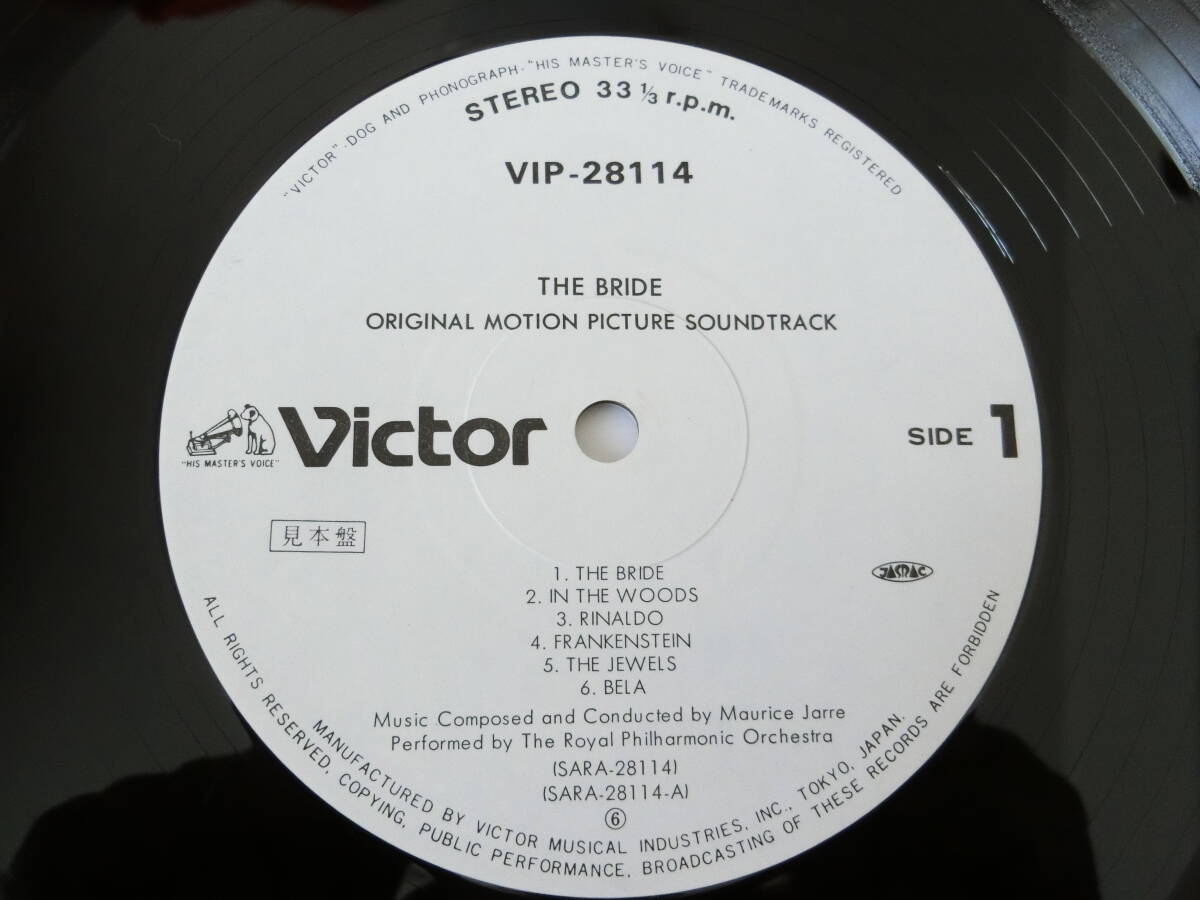 "VICTOR"-DOG AND PHONOGRAPH-"HIS MASTER'S VOICE" TRADEMARKS REGISTERED
STEREO 33 ⅓ r.p.m.
VIP-28114
THE BRIDE
ORIGINAL MOTION PICTURE SOUNDTRACK
"HIS MASTER'S VOICE"
Victor
SIDE 1
見本盤
JASRAC
1. THE BRIDE
2. IN THE WOODS
3. RINALDO
4. FRANKENSTEIN
5. THE JEWELS
6. BELA
Music Composed and Conducted by Maurice Jarre
Performed by The Royal Philharmonic Orchestra
(SARA-28114)
(SARA-28114-A)
⑥
MANUFACTURED BY VICTOR MUSICAL INDUSTRIES, INC., TOKYO, JAPAN.
ALL RIGHTS RESERVED, COPYING, PUBLIC PERFORMANCE, BROADCASTING OF THESE RECORDS ARE FORBIDDEN